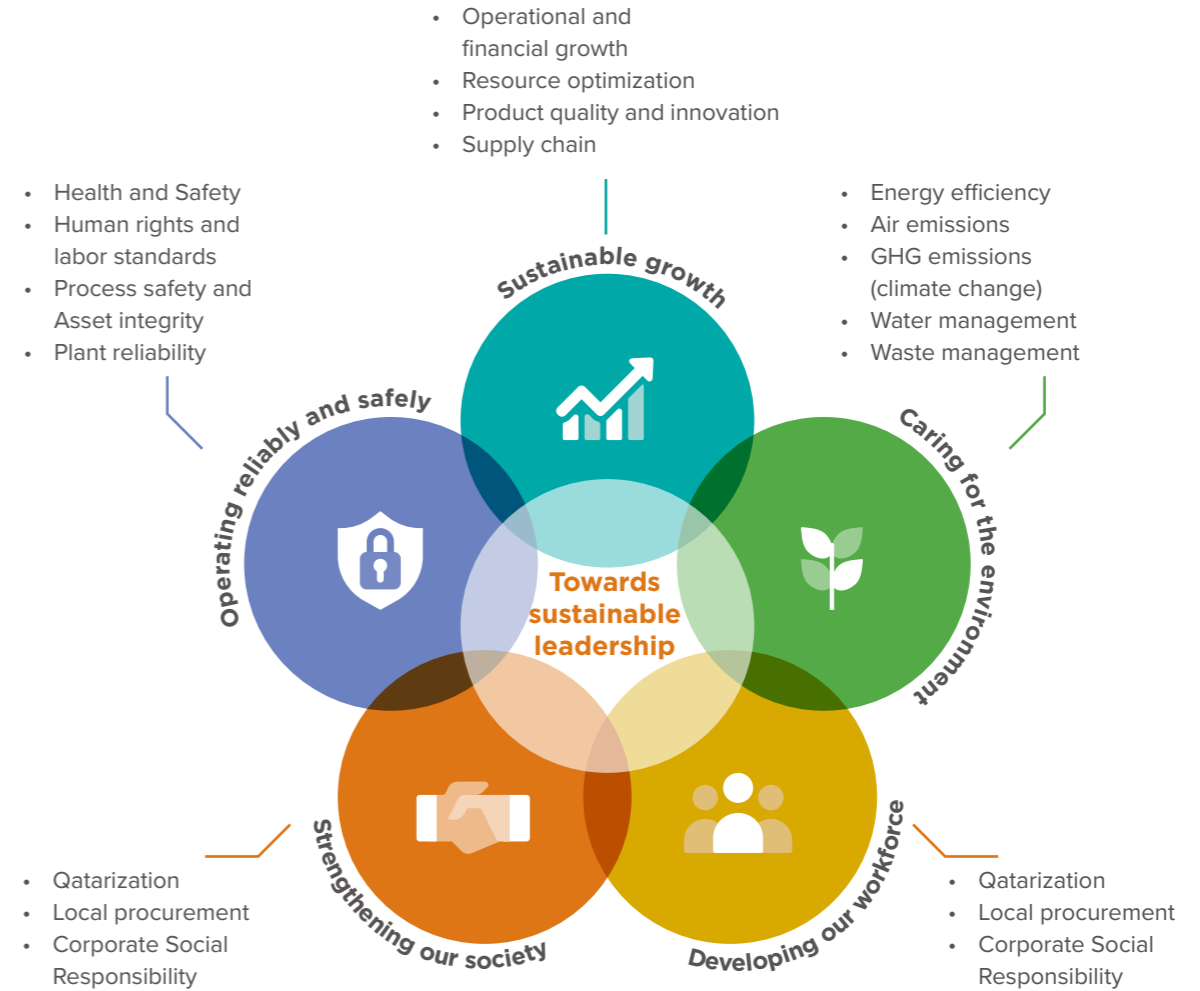 • Operational and
financial growth
• Resource optimization
• Product quality and innovation
• Supply chain
• Health and Safety
• Human rights and
labor standards
• Process safety and
Asset integrity
• Plant reliability
• Energy efficiency
• Air emissions
• GHG emissions
(climate change)
• Water management
• Waste management
Sustainable growth
Operating reliably and safely
Caring for the environment
Towards
sustainable
leadership
Strengthening our society
Developing our workforce
• Qatarization
• Local procurement
• Corporate Social
Responsibility
• Qatarization
• Local procurement
• Corporate Social
Responsibility